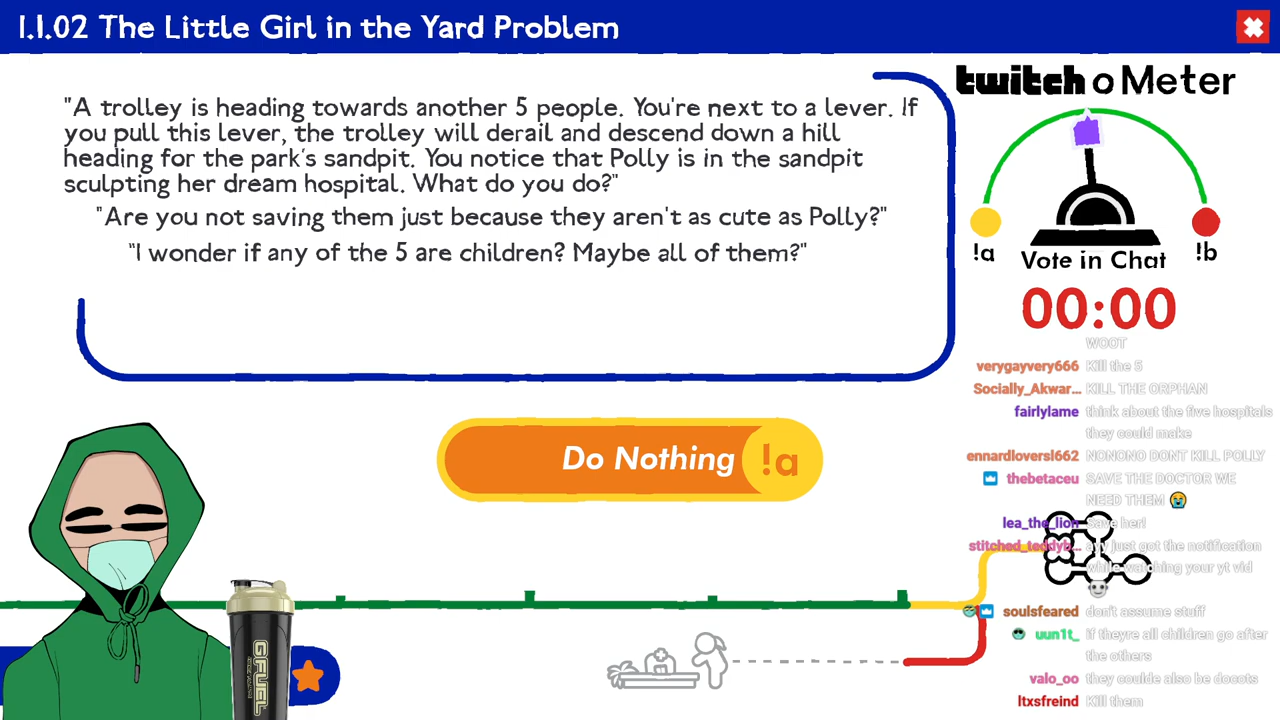 1.1.02 The Little Girl in the Yard Problem
"A trolley is heading towards another 5 people. You're next to a lever. If
you pull this lever, the trolley will derail and descend down a hill
heading for the park's sandpit. You notice that Polly is in the sandpit
sculpting her dream hospital. What do you do?"
"Are you not saving them just because they aren't as cute as Polly?"
"I wonder if any of the 5 are children? Maybe all of them?"
twitch o Meter
!a
!b
Vote in Chat
00:00
WOOT
verygayvery666 Kill the 5
Socially_Akwar... KILL THE ORPHAN
fairlylame think about the five hospitals
they could make
ennardloversl662 NONONO DONT KILL POLLY
thebetaceu SAVE THE DOCTOR WE
NEED THEM
lea_the_lion Save her!
stitched_teddyb... ayy just got the notification
while watching your yt vid
soulsfeared don't assume stuff
uun1t_ if theyre all children go after
the others
valo_oo they coulde also be docots
ltxsfreind Kill them
Do Nothing !a
GFUEL